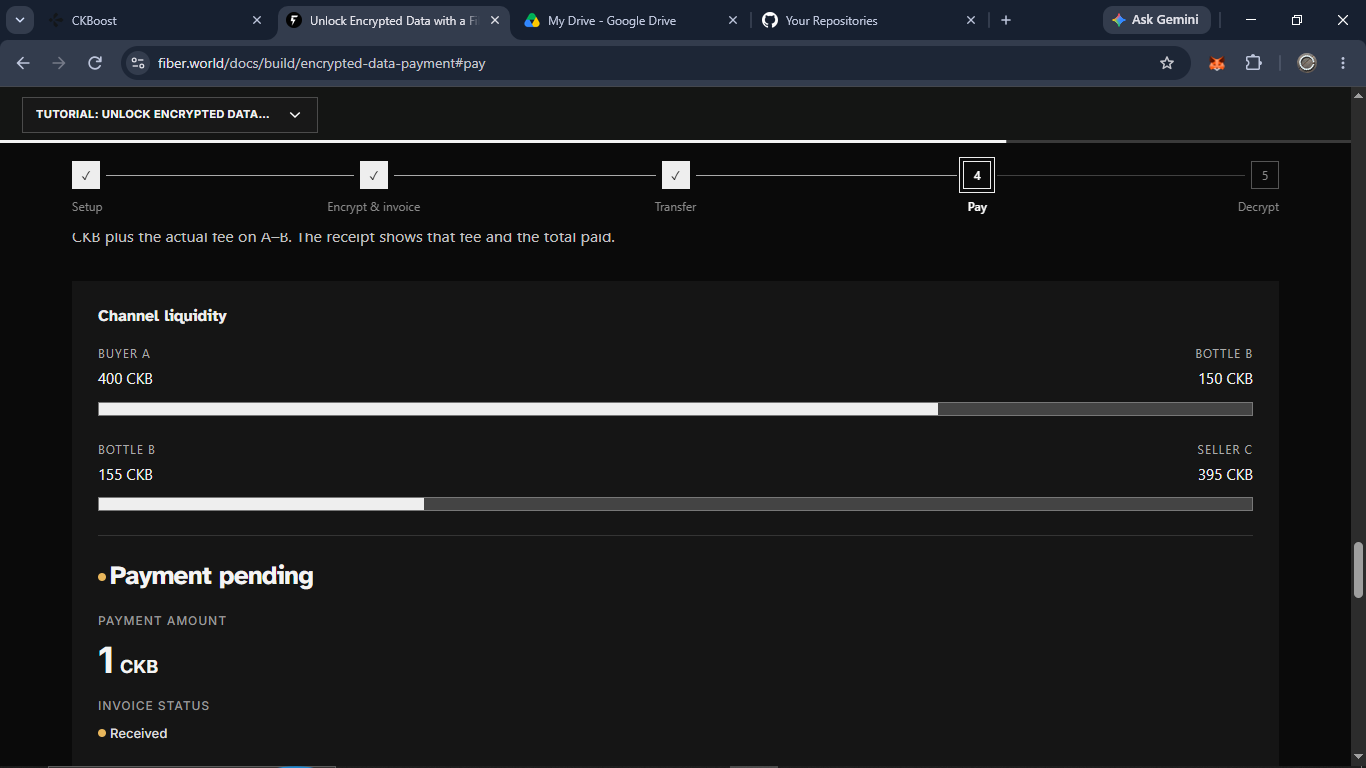 CKBoost
Unlock Encrypted Data with a Fi
My Drive - Google Drive
Your Repositories
Ask Gemini
fiber.world/docs/build/encrypted-data-payment#pay
TUTORIAL: UNLOCK ENCRYPTED DATA...
✓ ✓ ✓ 4 5
Setup Encrypt & invoice Transfer Pay Decrypt
CKB plus the actual fee on A–B. The receipt shows that fee and the total paid.
Channel liquidity
BUYER A BOTTLE B
400 CKB 150 CKB
BOTTLE B SELLER C
155 CKB 395 CKB
Payment pending
PAYMENT AMOUNT
1 CKB
INVOICE STATUS
Received